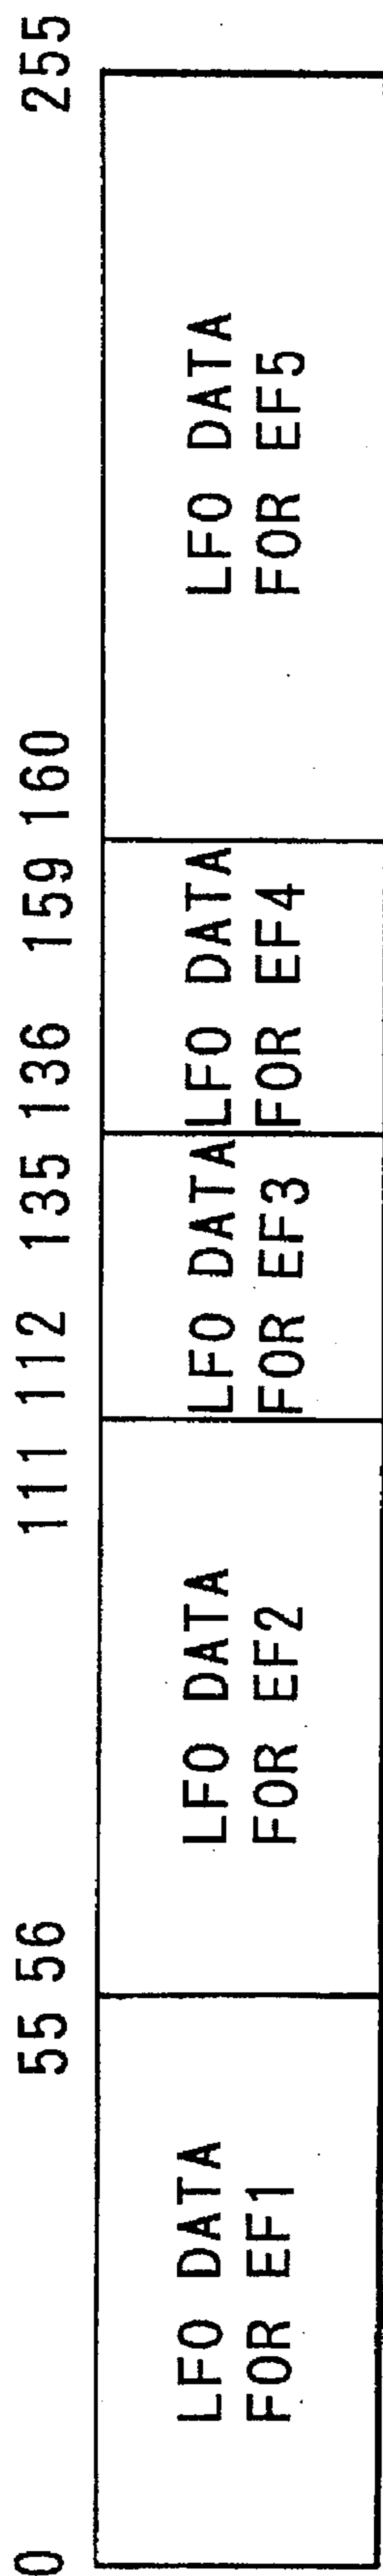 0 55 56 111 112 135 136 159 160 255
LFO DATA
FOR EF1
LFO DATA
FOR EF2
LFO DATA
FOR EF3
LFO DATA
FOR EF4
LFO DATA
FOR EF5